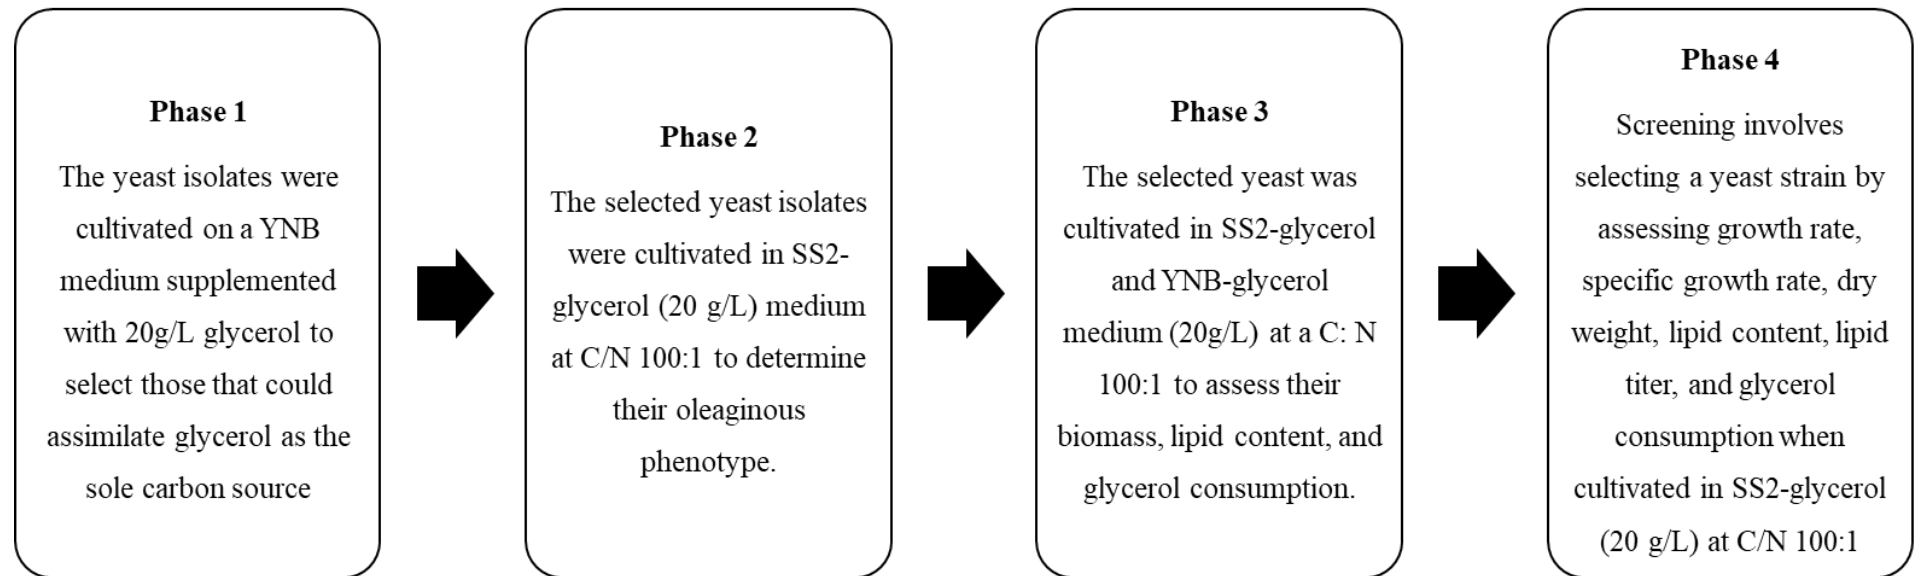 Phase 1
The yeast isolates were
cultivated on a YNB
medium supplemented
with 20g/L glycerol to
select those that could
assimilate glycerol as the
sole carbon source
Phase 2
The selected yeast isolates
were cultivated in SS2-
glycerol (20 g/L) medium
at C/N 100:1 to determine
their oleaginous
phenotype.
Phase 3
The selected yeast was
cultivated in SS2-glycerol
and YNB-glycerol
medium (20g/L) at a C: N
100:1 to assess their
biomass, lipid content, and
glycerol consumption.
Phase 4
Screening involves
selecting a yeast strain by
assessing growth rate,
specific growth rate, dry
weight, lipid content, lipid
titer, and glycerol
consumption when
cultivated in SS2-glycerol
(20 g/L) at C/N 100:1